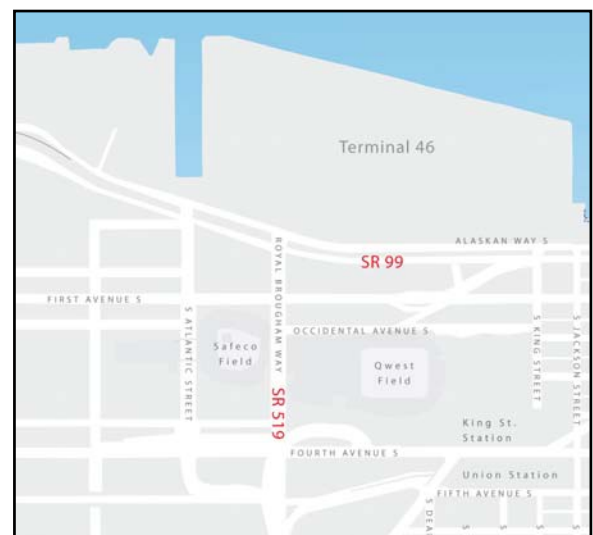 Terminal 46
ALASKAN WAY S
SR 99
ROYAL BROUGHAM WAY
FIRST AVENUE S
S ATLANTIC STREET
OCCIDENTAL AVENUE S
S KING STREET
S JACKSON STREET
Safeco
Field
Qwest
Field
SR 519
King St.
Station
FOURTH AVENUE S
Union Station
FIFTH AVENUE S
S DEA
S
S
S
S